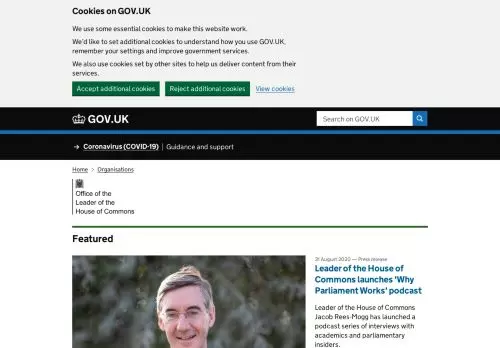 Cookies on GOV.UK
We use some essential cookies to make this website work.
We'd like to set additional cookies to understand how you use GOV.UK,
remember your settings and improve government services.
We also use cookies set by other sites to help us deliver content from their
services.
Accept additional cookies Reject additional cookies View cookies
GOV.UK Search on GOV.UK
→ Coronavirus (COVID-19) | Guidance and support
Home > Organisations
Office of the
Leader of the
House of Commons
Featured
31 August 2020 — Press release
Leader of the House of
Commons launches 'Why
Parliament Works' podcast
Leader of the House of Commons
Jacob Rees-Mogg has launched a
podcast series of interviews with
academics and parliamentary
insiders.